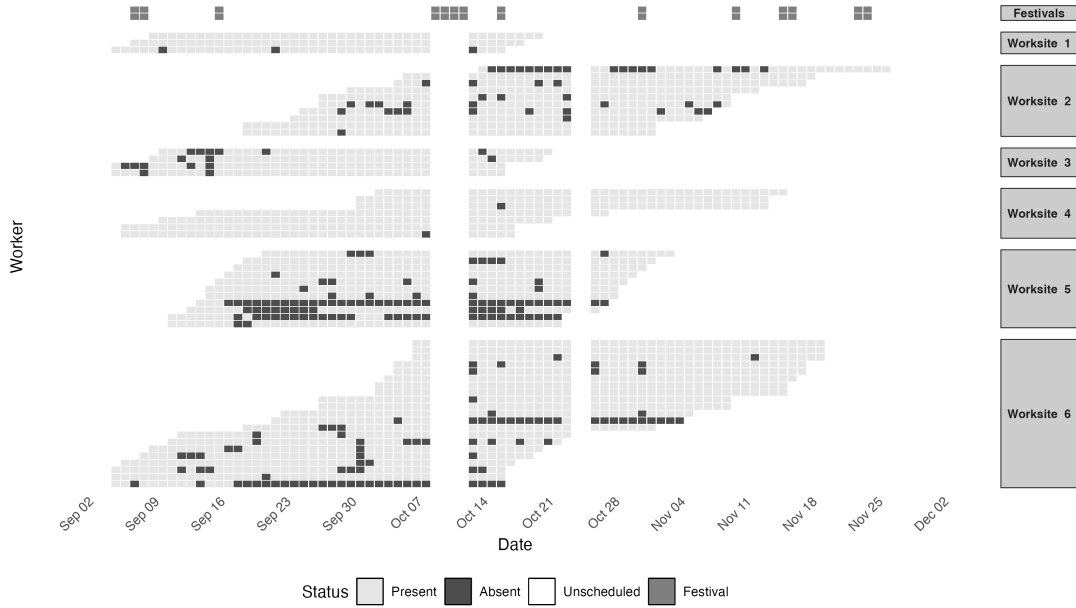 Festivals
Worksite 1
Worksite 2
Worksite 3
Worksite 4
Worksite 5
Worksite 6
Worker
Sep 02
Sep 09
Sep 16
Sep 23
Sep 30
Oct 07
Oct 14
Oct 21
Oct 28
Nov 04
Nov 11
Nov 18
Nov 25
Dec 02
Date
Status Present Absent Unscheduled Festival